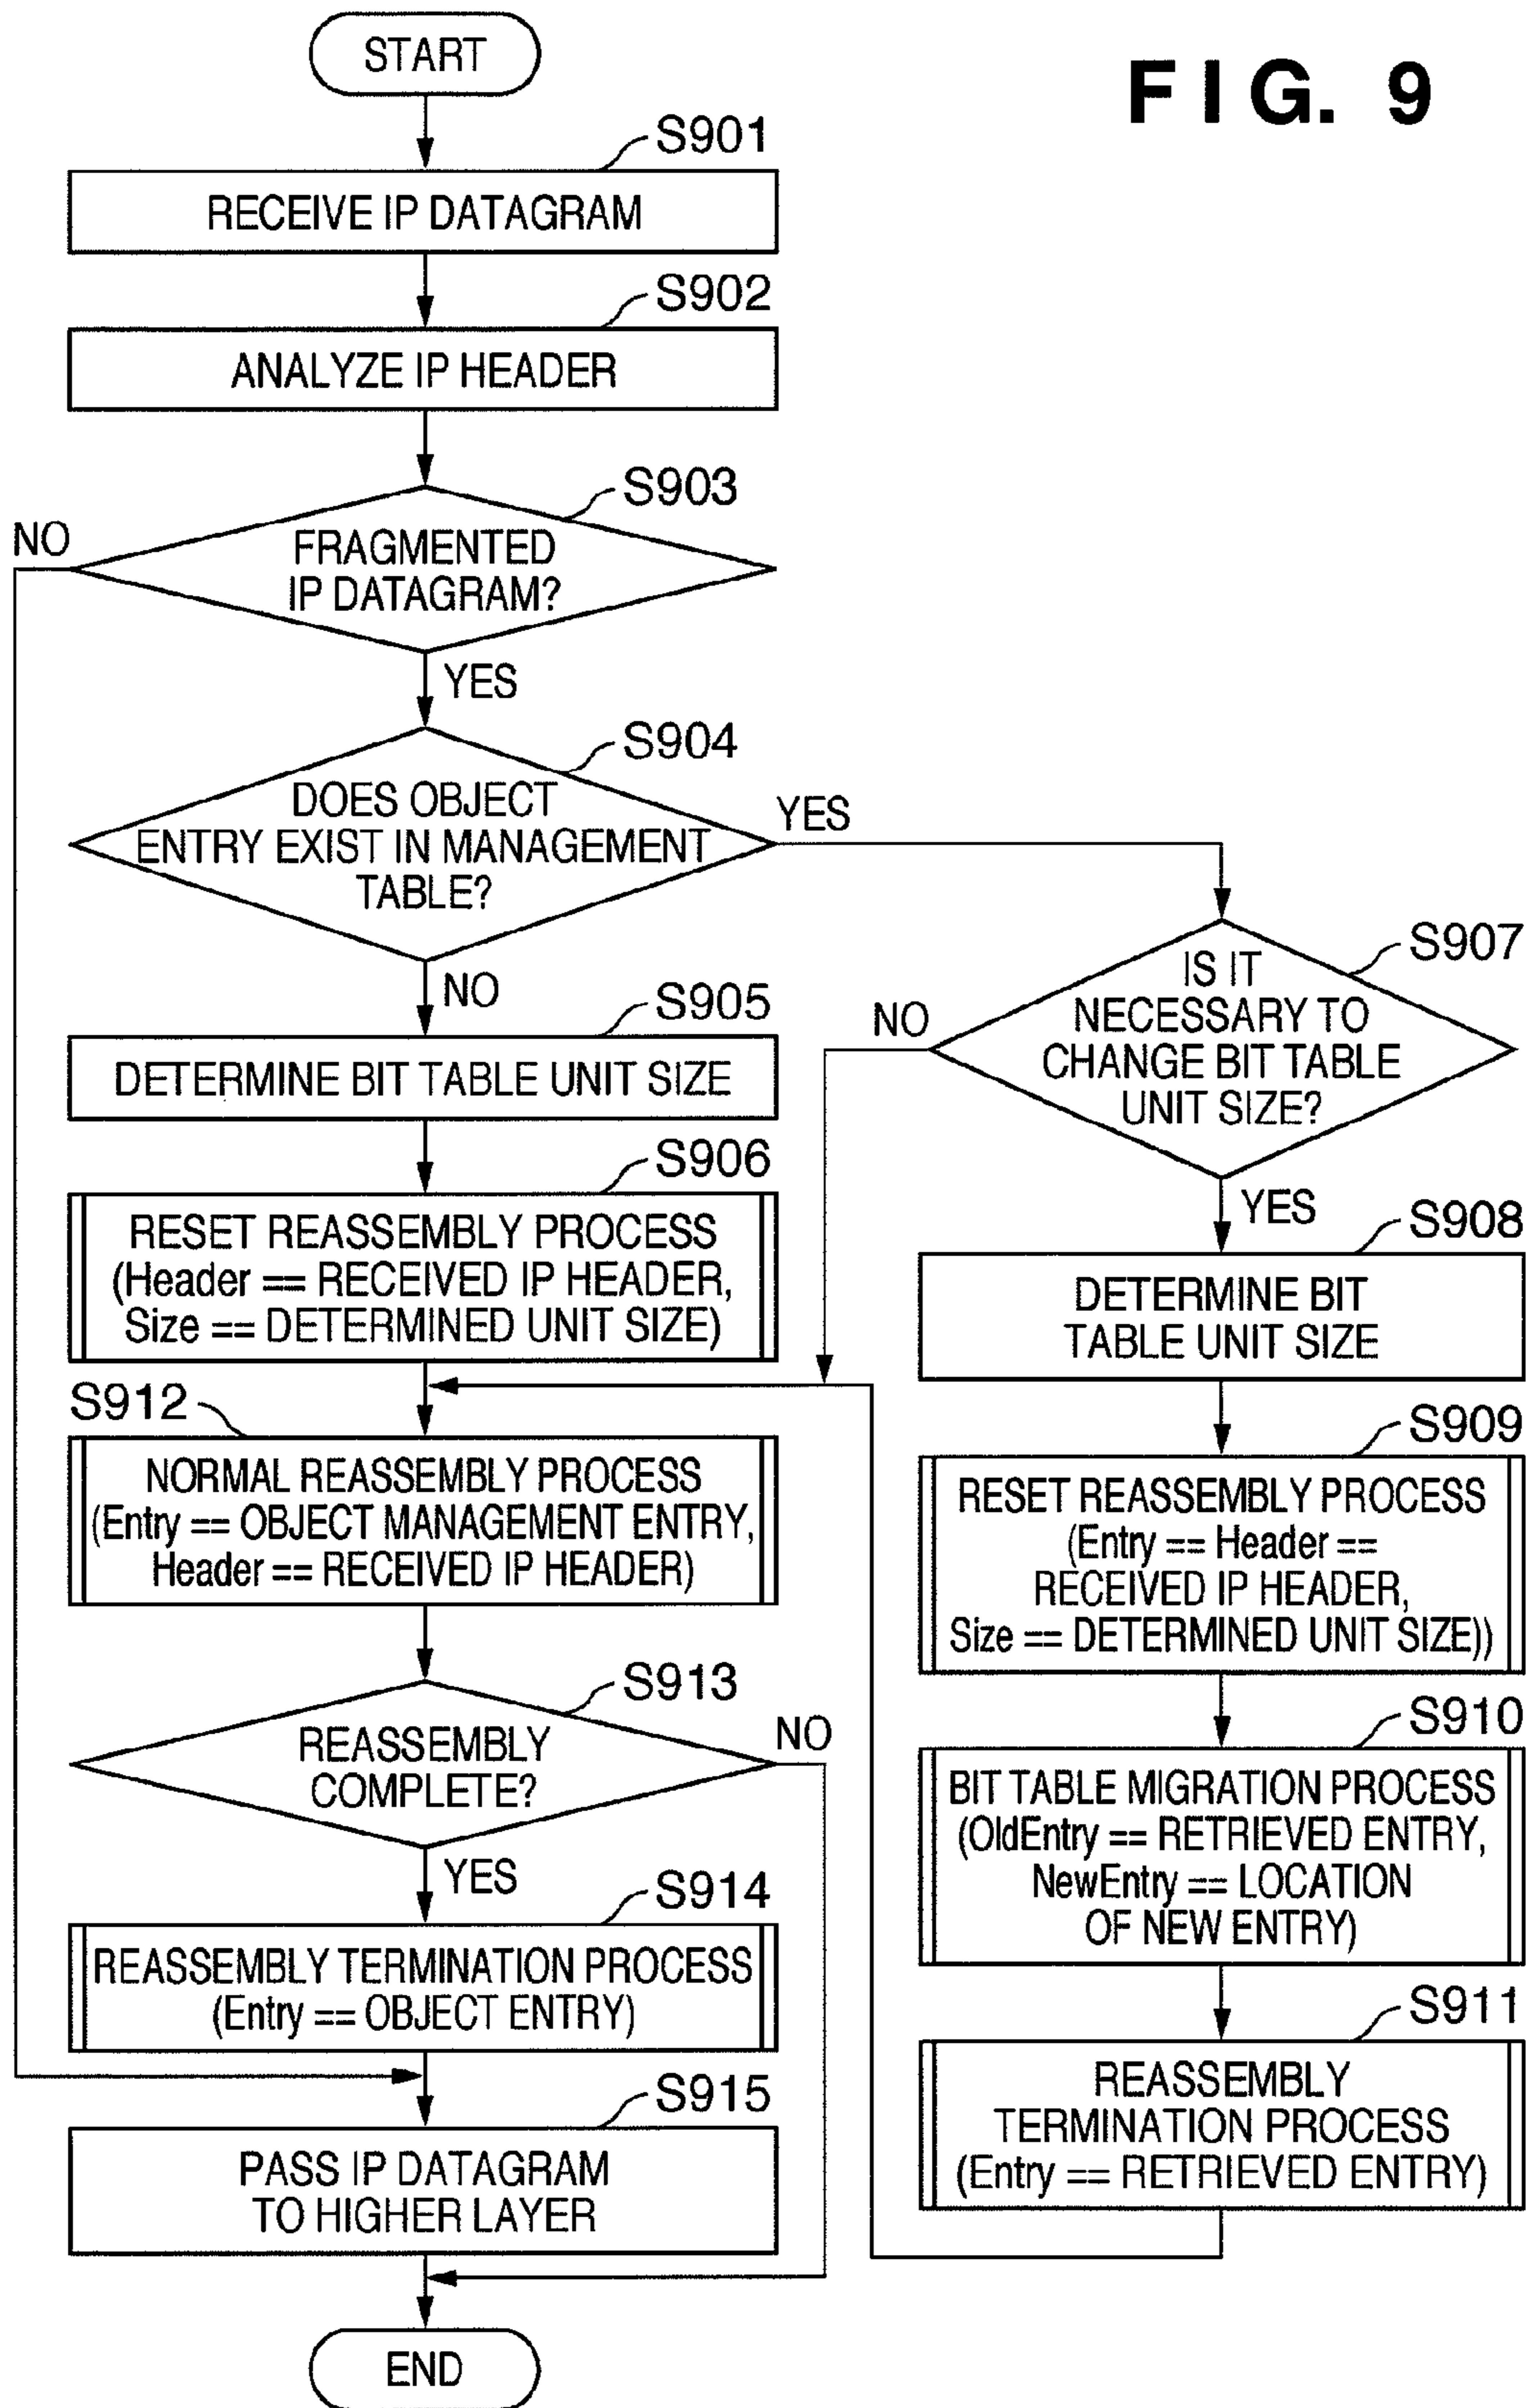 FIG. 9
START
S901
RECEIVE IP DATAGRAM
S902
ANALYZE IP HEADER
S903
FRAGMENTED
IP DATAGRAM?
NO
YES
S904
DOES OBJECT
ENTRY EXIST IN MANAGEMENT
TABLE?
YES
NO
S905
DETERMINE BIT TABLE UNIT SIZE
S906
RESET REASSEMBLY PROCESS
(Header == RECEIVED IP HEADER,
Size == DETERMINED UNIT SIZE)
S907
IS IT
NECESSARY TO
CHANGE BIT TABLE
UNIT SIZE?
NO
YES
S908
DETERMINE BIT
TABLE UNIT SIZE
S909
RESET REASSEMBLY PROCESS
(Entry == Header ==
RECEIVED IP HEADER,
Size == DETERMINED UNIT SIZE))
S910
BIT TABLE MIGRATION PROCESS
(OldEntry == RETRIEVED ENTRY,
NewEntry == LOCATION
OF NEW ENTRY)
S911
REASSEMBLY
TERMINATION PROCESS
(Entry == RETRIEVED ENTRY)
S912
NORMAL REASSEMBLY PROCESS
(Entry == OBJECT MANAGEMENT ENTRY,
Header == RECEIVED IP HEADER)
S913
REASSEMBLY
COMPLETE?
NO
YES
S914
REASSEMBLY TERMINATION PROCESS
(Entry == OBJECT ENTRY)
S915
PASS IP DATAGRAM
TO HIGHER LAYER
END